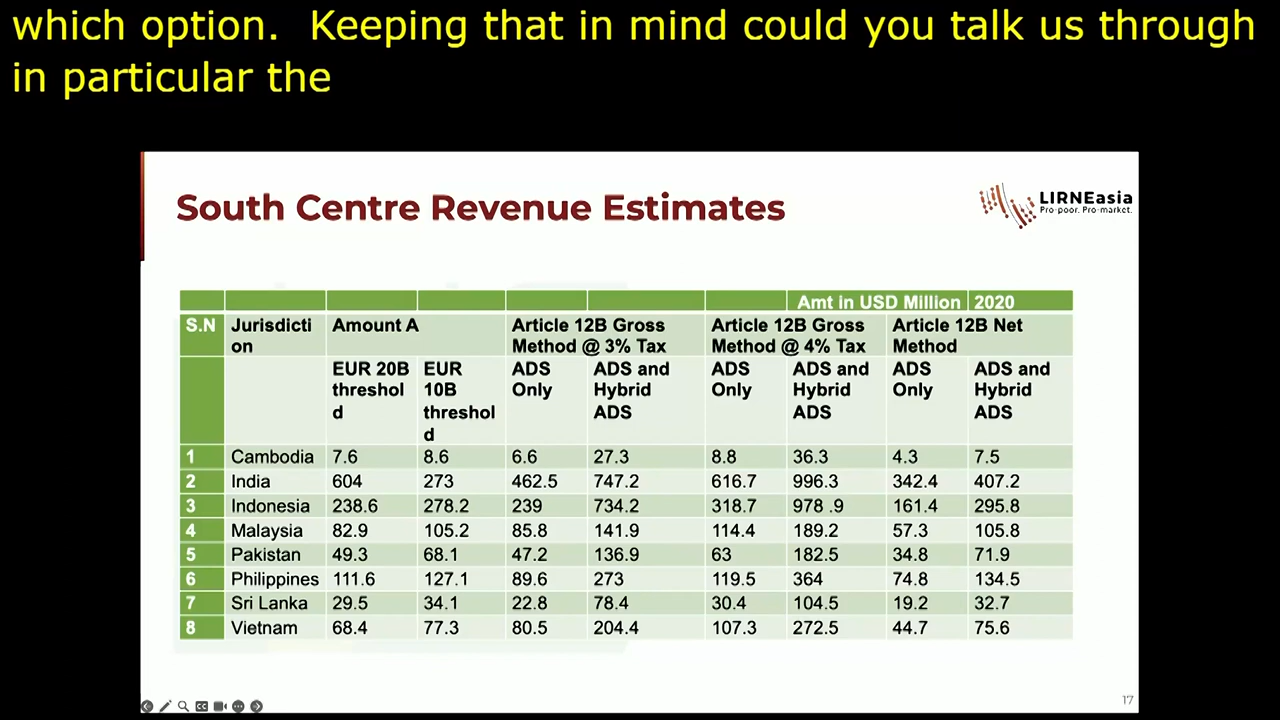 which option.  Keeping that in mind could you talk us through
in particular the
South Centre Revenue Estimates
LIRNEasia
Pro-poor. Pro-market.
Amt in USD Million 2020
S.N Jurisdicti on Amount A Article 12B Gross Method @ 3% Tax Article 12B Gross Method @ 4% Tax Article 12B Net Method
EUR 20B threshol d EUR 10B threshol d ADS Only ADS and Hybrid ADS ADS Only ADS and Hybrid ADS ADS Only ADS and Hybrid ADS
1 Cambodia 7.6 8.6 6.6 27.3 8.8 36.3 4.3 7.5
2 India 604 273 462.5 747.2 616.7 996.3 342.4 407.2
3 Indonesia 238.6 278.2 239 734.2 318.7 978 .9 161.4 295.8
4 Malaysia 82.9 105.2 85.8 141.9 114.4 189.2 57.3 105.8
5 Pakistan 49.3 68.1 47.2 136.9 63 182.5 34.8 71.9
6 Philippines 111.6 127.1 89.6 273 119.5 364 74.8 134.5
7 Sri Lanka 29.5 34.1 22.8 78.4 30.4 104.5 19.2 32.7
8 Vietnam 68.4 77.3 80.5 204.4 107.3 272.5 44.7 75.6
17